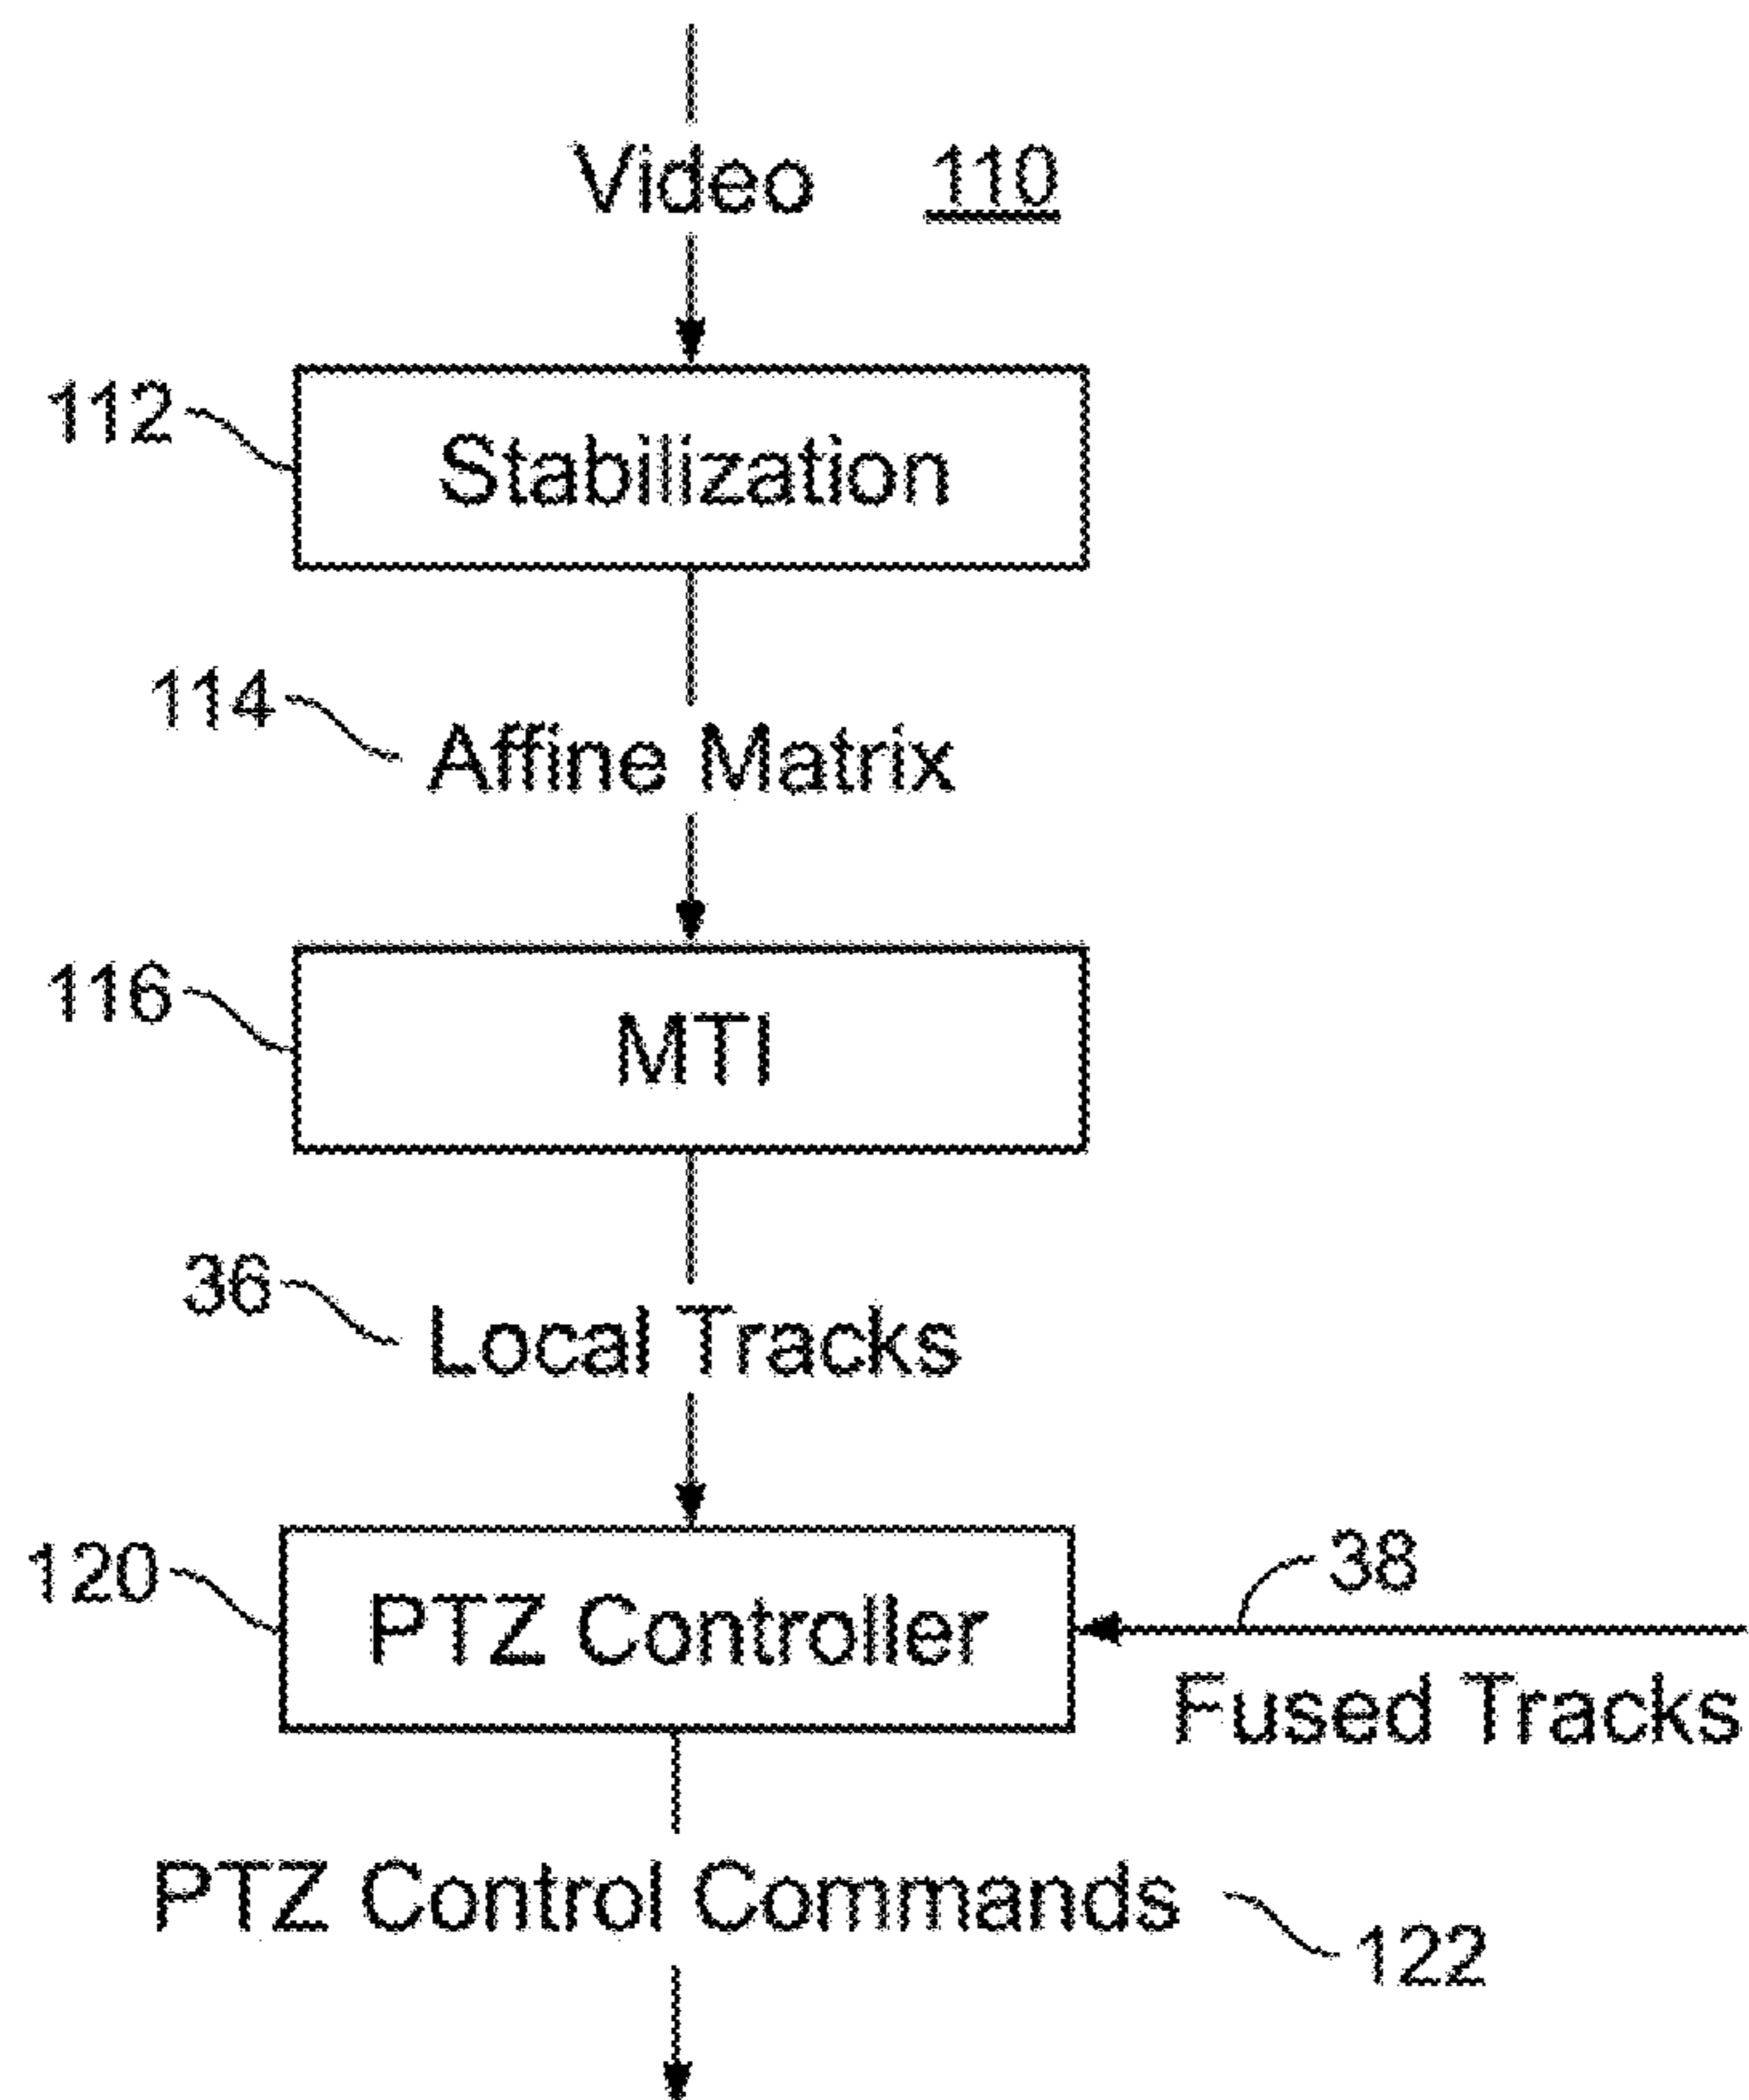 Video 110
112
Stabilization
114
Affine Matrix
116
MTI
36
Local Tracks
120
PTZ Controller
38
Fused Tracks
PTZ Control Commands
122